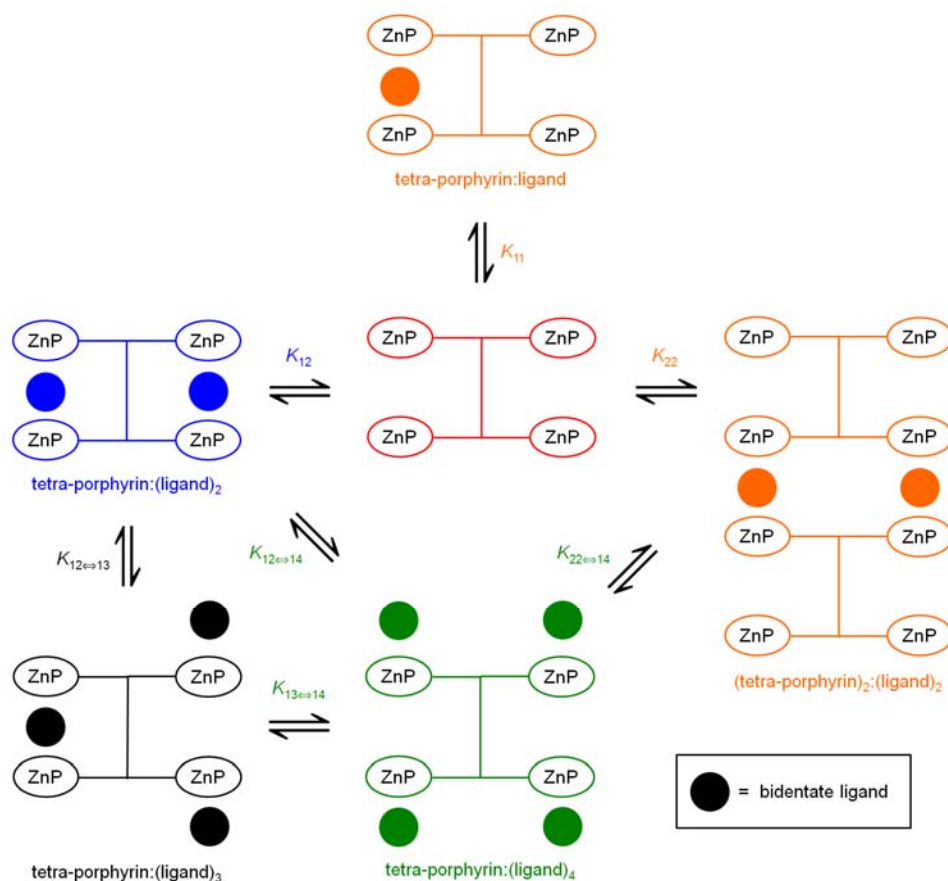 ZnP ZnP
ZnP ZnP
tetra-porphyrin:ligand
K₁₁
ZnP ZnP ZnP ZnP ZnP ZnP
K₁₂ K₂₂
ZnP ZnP ZnP ZnP ZnP ZnP
tetra-porphyrin:(ligand)₂
ZnP ZnP
K₁₂⇔₁₃ K₁₂⇔₁₄ K₂₂⇔₁₄
ZnP ZnP
ZnP ZnP ZnP ZnP
(tetra-porphyrin)₂:(ligand)₂
K₁₃⇔₁₄
ZnP ZnP ZnP ZnP
= bidentate ligand
tetra-porphyrin:(ligand)₃ tetra-porphyrin:(ligand)₄